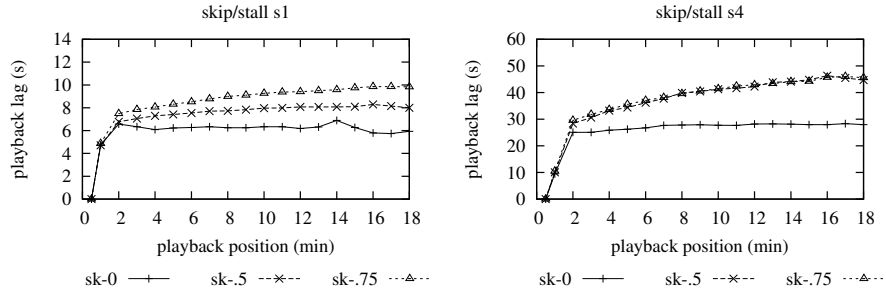 skip/stall s1
14
12
10
8
6
4
2
0
playback lag (s)
0 2 4 6 8 10 12 14 16 18
playback position (min)
sk-0 sk-.5 sk-.75
skip/stall s4
60
50
40
30
20
10
0
playback lag (s)
0 2 4 6 8 10 12 14 16 18
playback position (min)
sk-0 sk-.5 sk-.75